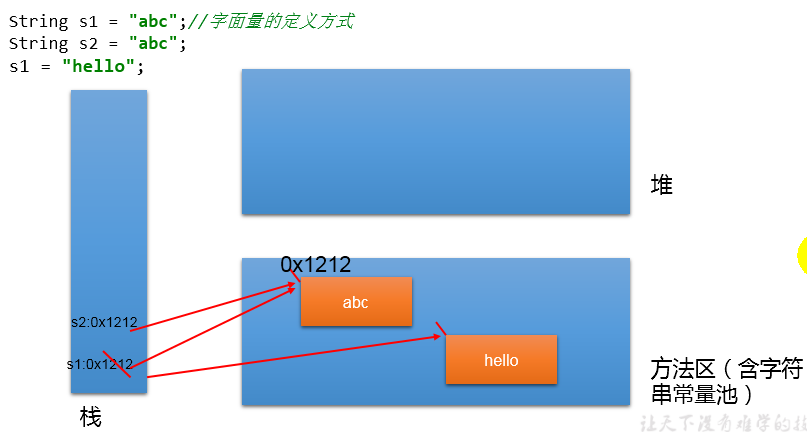 String s1 = "abc";//字面量的定义方式
String s2 = "abc";
s1 = "hello";
堆
0x1212
abc
s2:0x1212
s1:0x1212
hello
方法区（含字符
串常量池）
栈
让天下没有难学的技